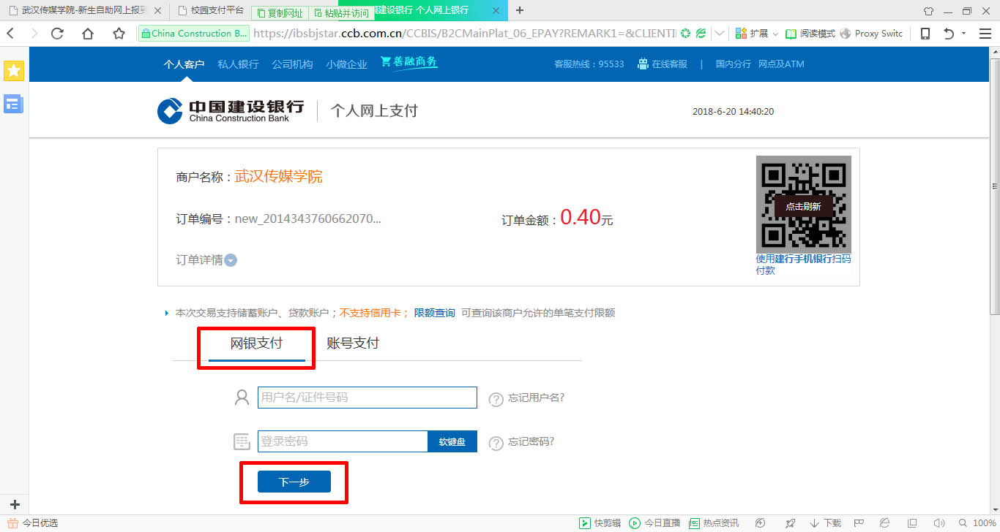 武汉传媒学院-新生自助网上报到
校园支付平台
复制网址
粘贴并访问
国建设银行 个人网上银行
China Construction B...
https://ibsbjstar.ccb.com.cn/CCBIS/B2CMainPlat_06_EPAY?REMARK1=&CLIENTI
扩展
阅读模式
Proxy Switc
个人客户 私人银行 公司机构 小微企业 善融商务
客服热线：95533 在线客服 | 国内分行 网点及ATM
中国建设银行
China Construction Bank
个人网上支付
2018-6-20 14:40:20
商户名称：武汉传媒学院
订单编号：new_2014343760662070...
订单金额：0.40元
订单详情
点击刷新
使用建行手机银行扫码
付款
本次交易支持储蓄账户、贷款账户；不支持信用卡； 限额查询 可查询该商户允许的单笔支付限额
网银支付 账号支付
用户名/证件号码
忘记用户名?
登录密码 软键盘
忘记密码?
下一步
今日优选
快剪辑 今日直播 热点资讯 下载 100%